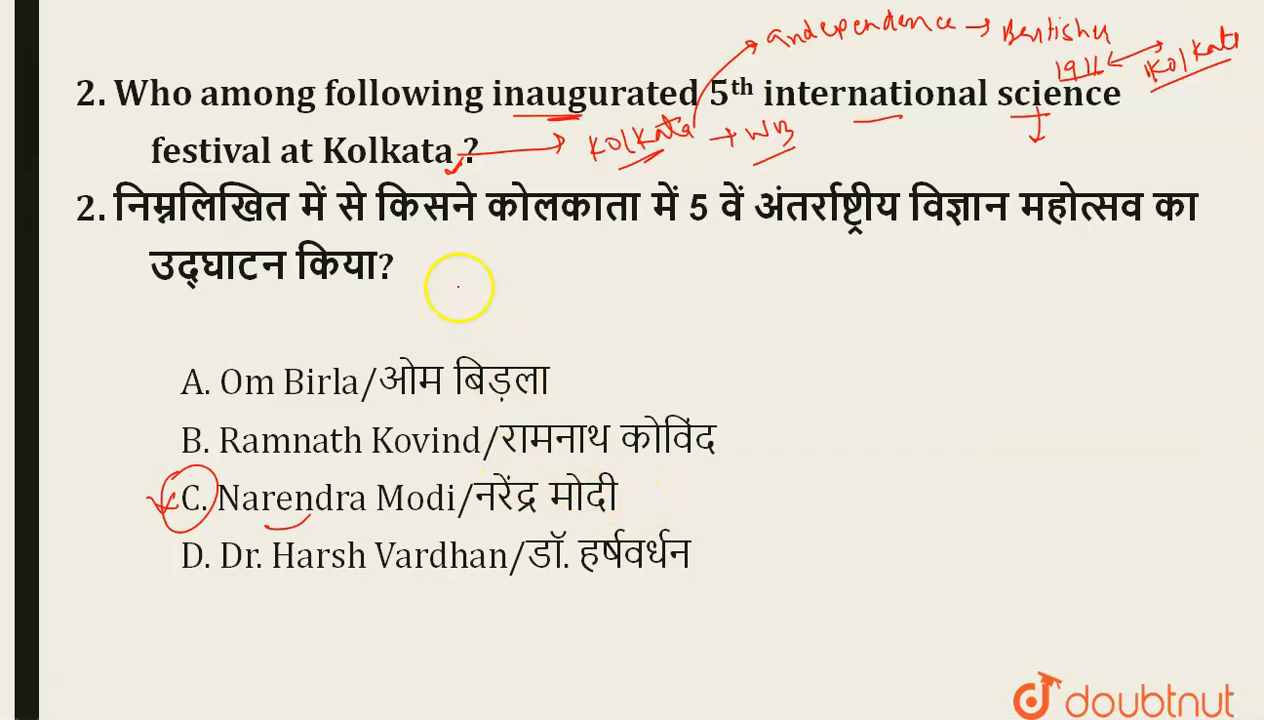 independence → Bentishu
1911 ↔ Kolkat
2. Who among following inaugurated 5th international science
Kolkata → WB
festival at Kolkata ?
2. निम्नलिखित में से किसने कोलकाता में 5 वें अंतर्राष्ट्रीय विज्ञान महोत्सव का
उद्घाटन किया?
A. Om Birla/ओम बिड़ला
B. Ramnath Kovind/रामनाथ कोविंद
C. Narendra Modi/नरेंद्र मोदी
D. Dr. Harsh Vardhan/डॉ. हर्षवर्धन
doubtnut